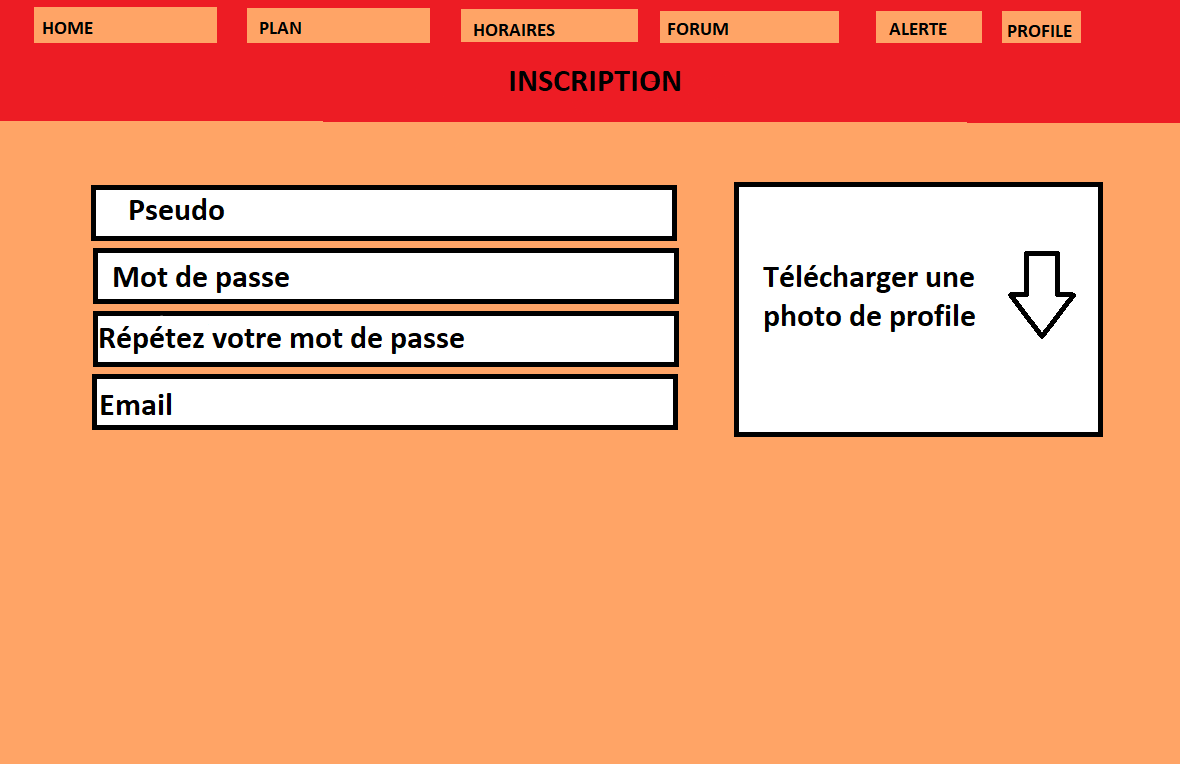 HOME PLAN HORAIRES FORUM ALERTE PROFILE
INSCRIPTION
Pseudo
Mot de passe
Répétez votre mot de passe
Email
Télécharger une
photo de profile